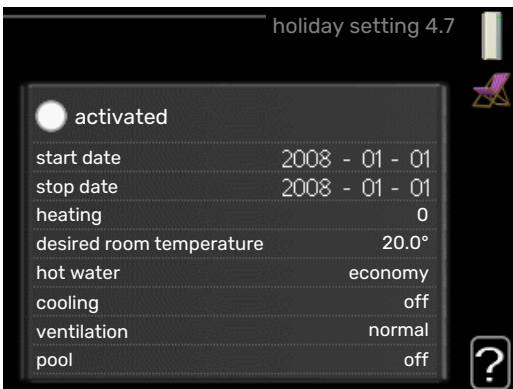 holiday setting 4.7
activated
start date 2008 - 01 - 01
stop date 2008 - 01 - 01
heating 0
desired room temperature 20.0°
hot water economy
cooling off
ventilation normal
pool off
?